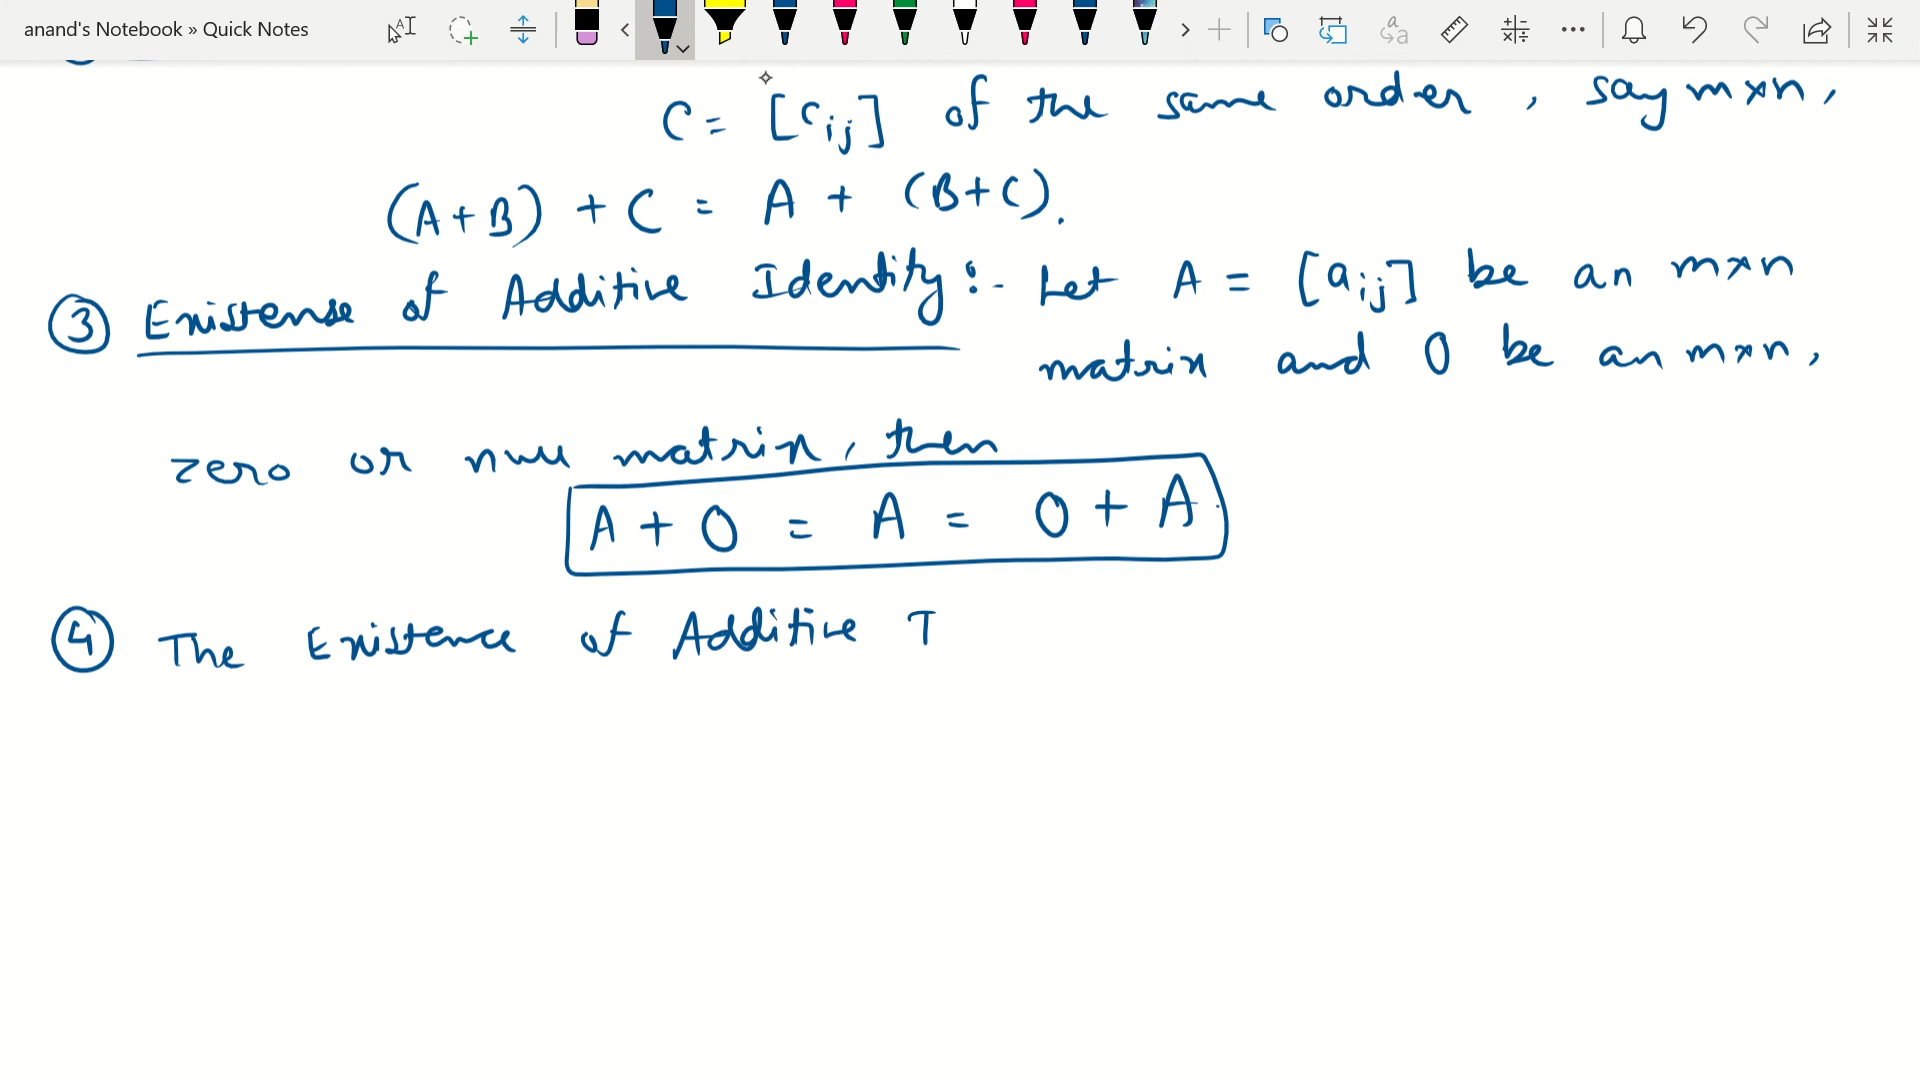 anand's Notebook » Quick Notes
C = [cij] of the same order, say m×n,
(A+B) + C = A + (B+C).
③ Existense of Additive Identity :- Let A = [aij] be an m×n
matrix and O be an m×n,
zero or null matrix, then
A + O = A = O + A.
④ The Existence of Additive I